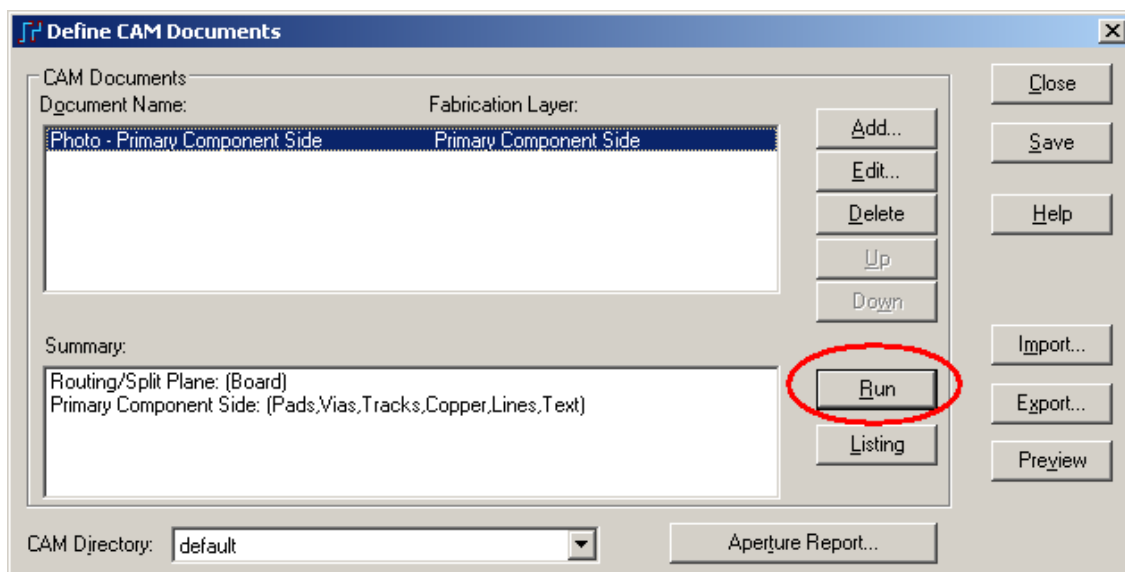 Define CAM Documents
CAM Documents
Document Name: Fabrication Layer:
Photo - Primary Component Side Primary Component Side
Add...
Edit...
Delete
Up
Down
Close
Save
Help
Summary:
Routing/Split Plane: (Board)
Primary Component Side: (Pads,Vias,Tracks,Copper,Lines,Text)
Run
Listing
Import...
Export...
Preview
CAM Directory: default
Aperture Report...